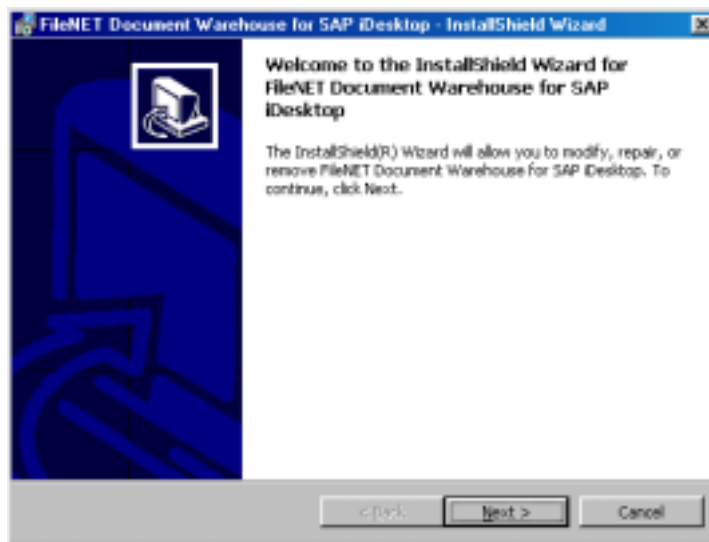 FileNET Document Warehouse for SAP iDesktop - InstallShield Wizard
Welcome to the InstallShield Wizard for
FileNET Document Warehouse for SAP
iDesktop
The InstallShield(R) Wizard will allow you to modify, repair, or
remove FileNET Document Warehouse for SAP iDesktop. To
continue, click Next.
< Back
Next >
Cancel